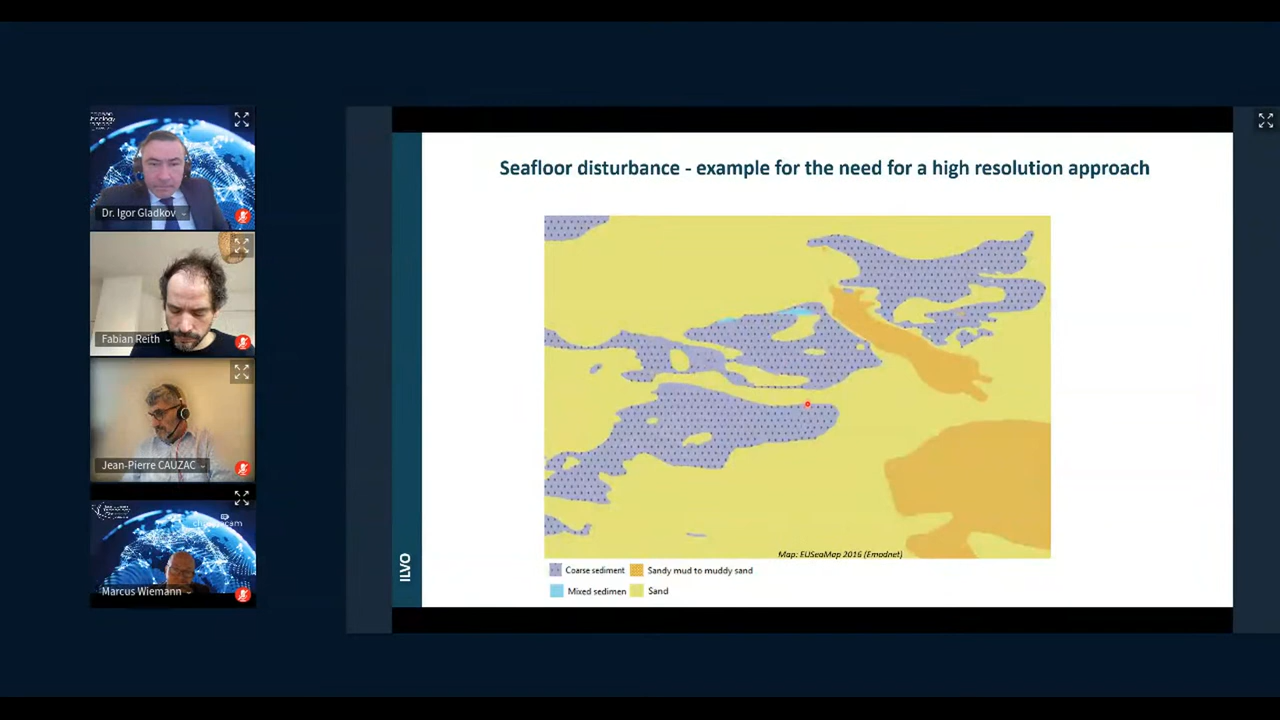 Dr. Igor Gladkov
Fabian Reith
Jean-Pierre CAUZAC
Marcus Wiemann
Seafloor disturbance - example for the need for a high resolution approach
Map: EUSeaMap 2016 (Emodnet)
Coarse sediment
Sandy mud to muddy sand
Mixed sedimen
Sand
ILVO